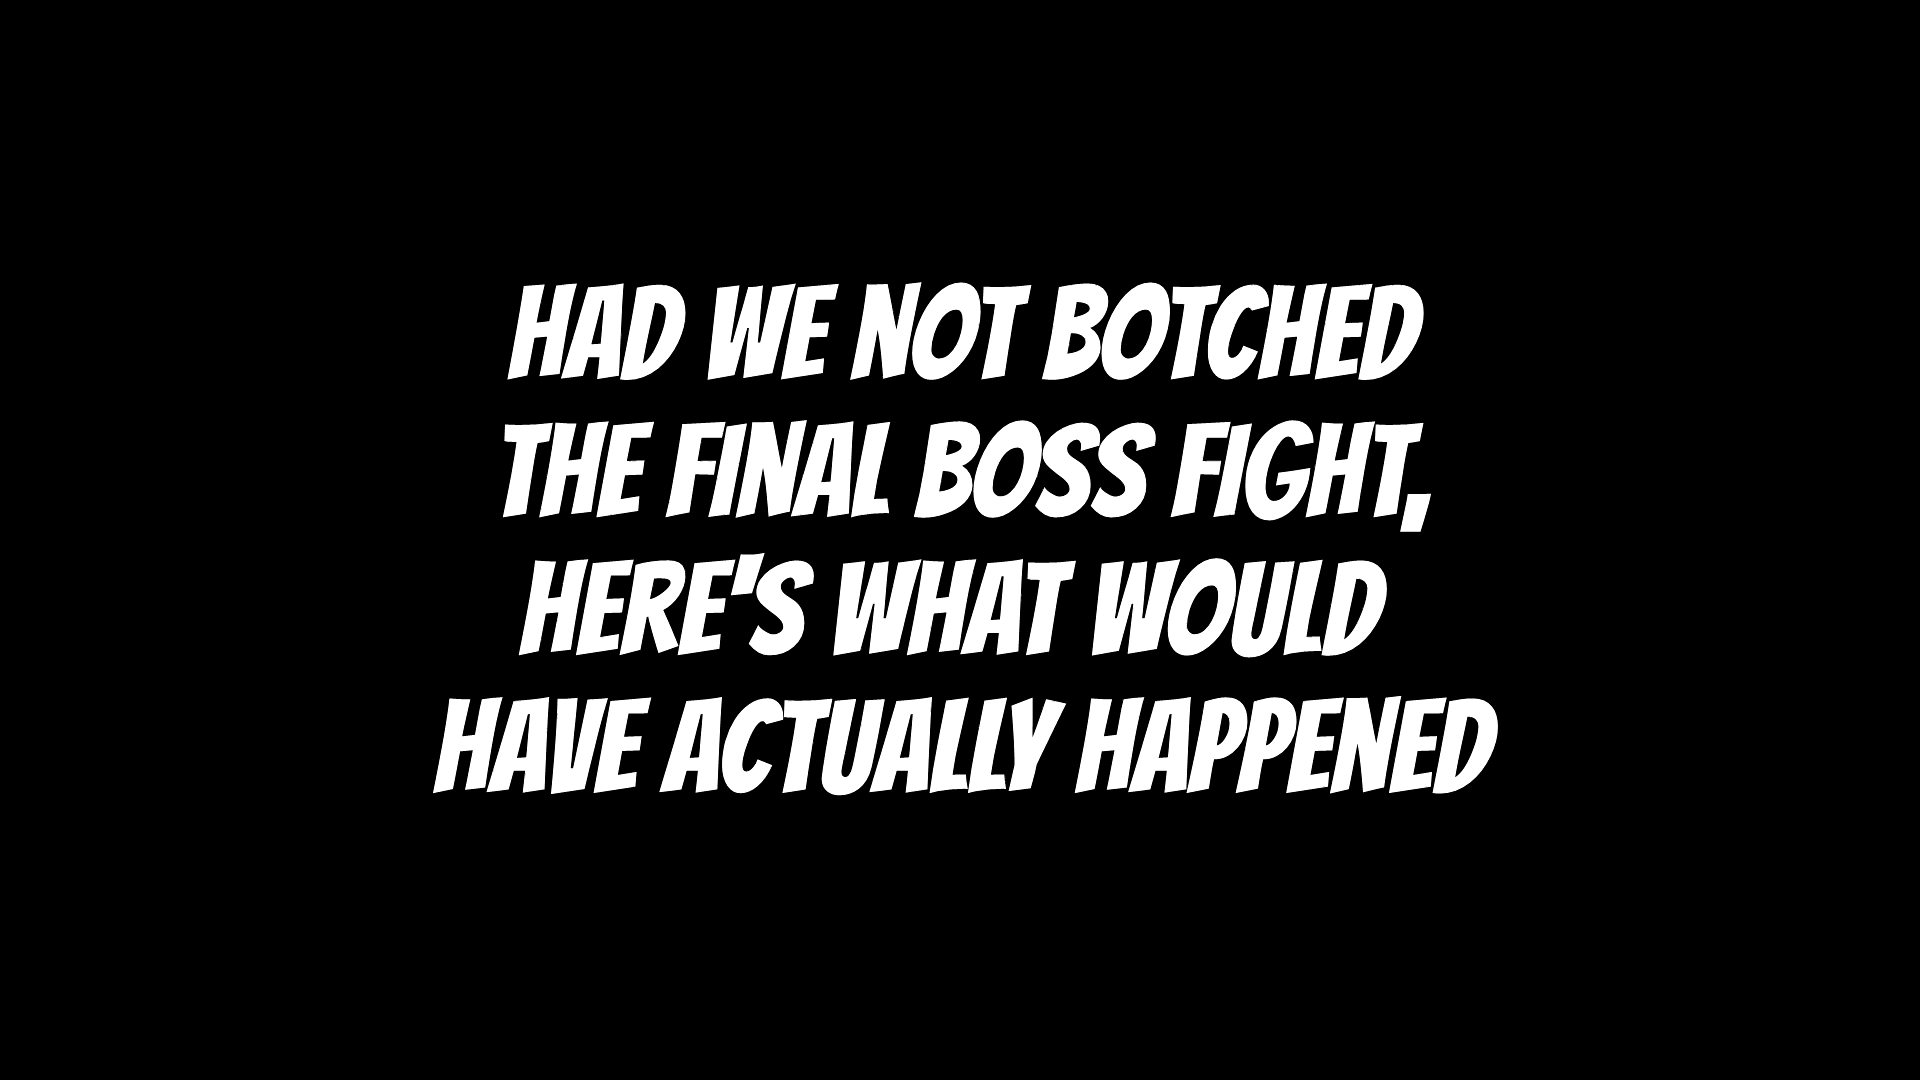 HAD WE NOT BOTCHED
THE FINAL BOSS FIGHT,
HERE'S WHAT WOULD
HAVE ACTUALLY HAPPENED